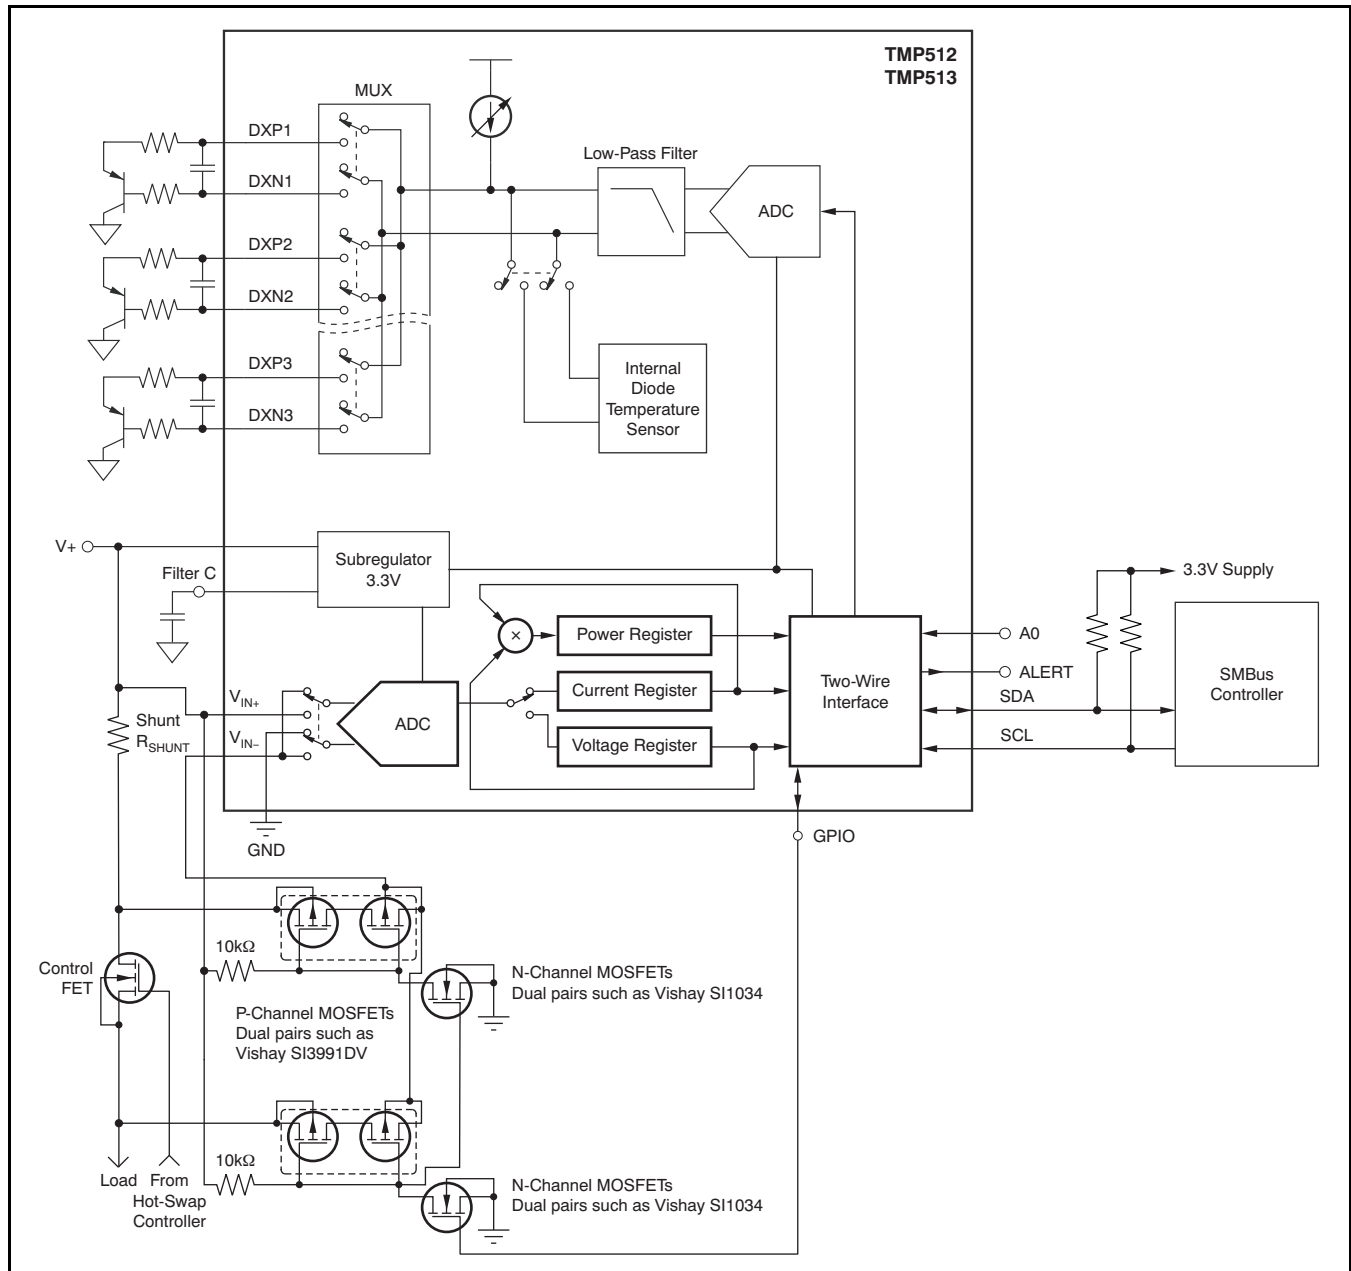 TMP512
TMP513
MUX
DXP1
DXN1
DXP2
DXN2
DXP3
DXN3
Low-Pass Filter
ADC
Internal
Diode
Temperature
Sensor
V+
Filter C
Subregulator
3.3V
3.3V Supply
×
Power Register
Current Register
Voltage Register
Two-Wire
Interface
A0
ALERT
SDA
SCL
SMBus
Controller
Shunt
RSHUNT
VIN+
VIN−
ADC
GND
GPIO
10kΩ
Control
FET
P-Channel MOSFETs
Dual pairs such as
Vishay SI3991DV
N-Channel MOSFETs
Dual pairs such as Vishay SI1034
10kΩ
Load
From
Hot-Swap
Controller
N-Channel MOSFETs
Dual pairs such as Vishay SI1034